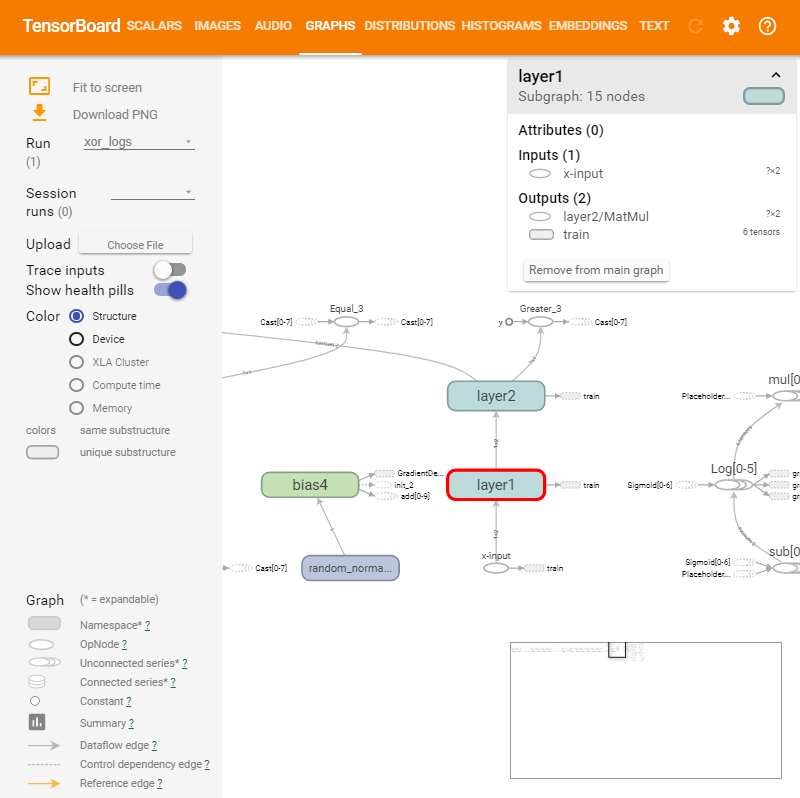 TensorBoard SCALARS IMAGES AUDIO GRAPHS DISTRIBUTIONS HISTOGRAMS EMBEDDINGS TEXT
Fit to screen
Download PNG
Run
(1)
xor_logs
Session
runs (0)
Upload
Choose File
Trace inputs
Show health pills
Color
Structure
Device
XLA Cluster
Compute time
Memory
colors same substructure
unique substructure
Graph (* = expandable)
Namespace* ?
OpNode ?
Unconnected series* ?
Connected series* ?
Constant ?
Summary ?
Dataflow edge ?
Control dependency edge ?
Reference edge ?
layer1
Subgraph: 15 nodes
Attributes (0)
Inputs (1)
x-input ?×2
Outputs (2)
layer2/MatMul ?×2
train 6 tensors
Remove from main graph
Equal_3
Cast[0-7]
Cast[0-7]
Greater_3
y
Cast[0-7]
layer2
train
mul[0
Placeholder...
bias4
GradientDe...
init_2
add[0-9]
layer1
train
Log[0-5]
Sigmoid[0-6]
gr
gr
gr
Cast[0-7]
random_norma...
x-input
train
sub[0
Sigmoid[0-6]
Placeholder...